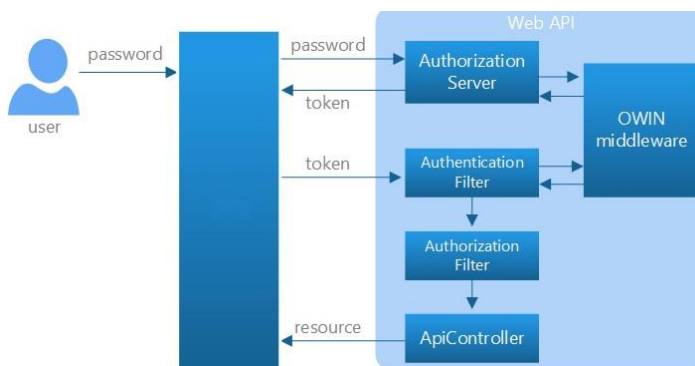 Web API
password
password
Authorization
Server
token
user
OWIN
middleware
token
Authentication
Filter
Authorization
Filter
resource
ApiController